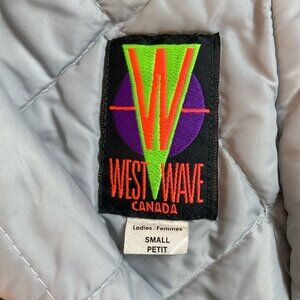 W
WEST WAVE
CANADA
Ladies/Femmes
SMALL
PETIT